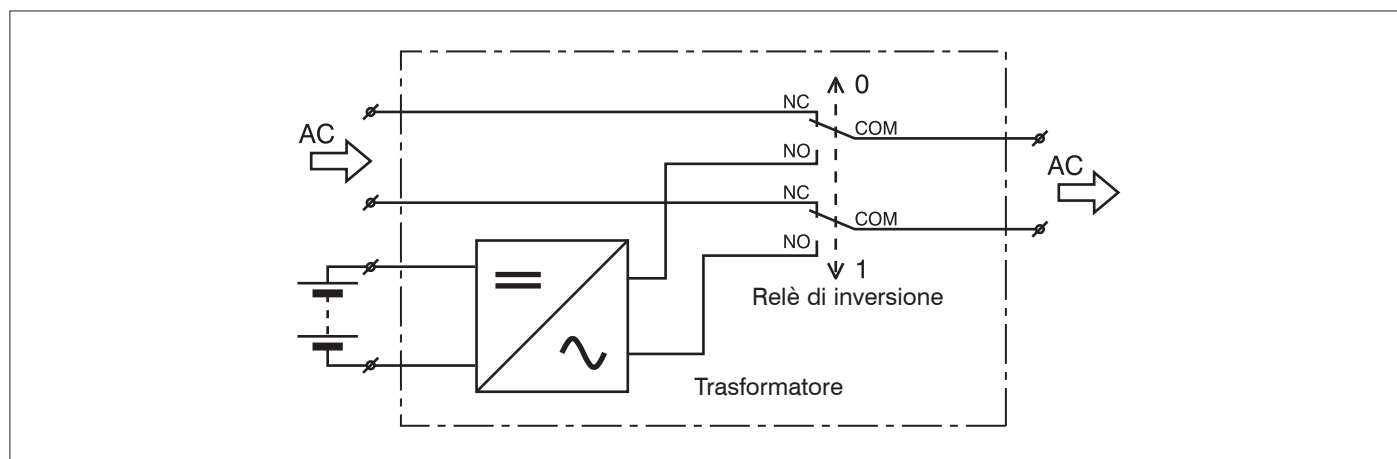 0
NC
AC
COM
NO
AC
NC
COM
NO
1
Relè di inversione
Trasformatore